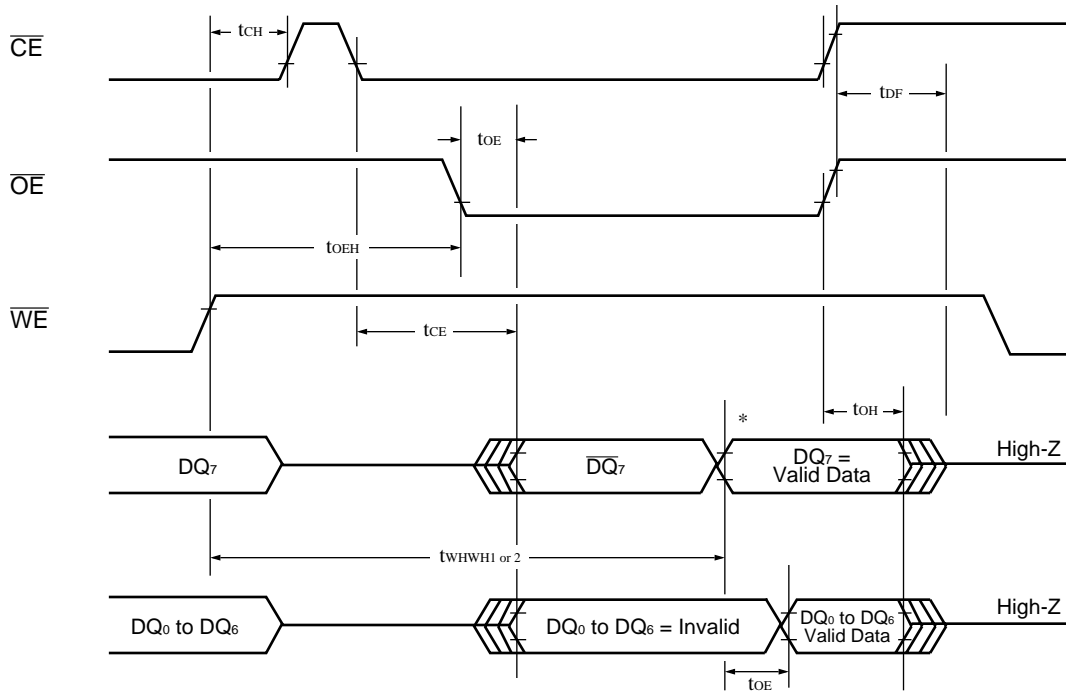 CE
tCH
tDF
tOE
OE
tOEH
WE
tCE
tOH
*
DQ7
DQ7
DQ7 =
Valid Data
High-Z
tWHWH1 or 2
DQ0 to DQ6
DQ0 to DQ6 = Invalid
DQ0 to DQ6
Valid Data
High-Z
tOE